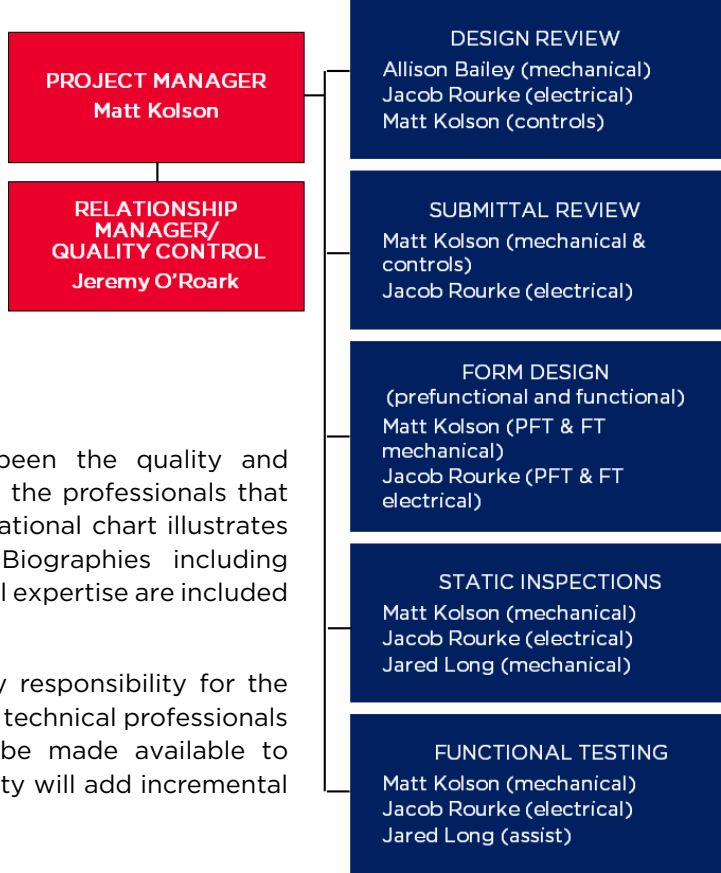 PROJECT MANAGER
Matt Kolson
RELATIONSHIP
MANAGER/
QUALITY CONTROL
Jeremy O'Roark
DESIGN REVIEW
Allison Bailey (mechanical)
Jacob Rourke (electrical)
Matt Kolson (controls)
SUBMITTAL REVIEW
Matt Kolson (mechanical &
controls)
Jacob Rourke (electrical)
FORM DESIGN
(prefunctional and functional)
Matt Kolson (PFT & FT
mechanical)
Jacob Rourke (PFT & FT
electrical)
STATIC INSPECTIONS
Matt Kolson (mechanical)
Jacob Rourke (electrical)
Jared Long (mechanical)
FUNCTIONAL TESTING
Matt Kolson (mechanical)
Jacob Rourke (electrical)
Jared Long (assist)
been the quality and
the professionals that
ational chart illustrates
Biographies including
l expertise are included
y responsibility for the
technical professionals
be made available to
ty will add incremental